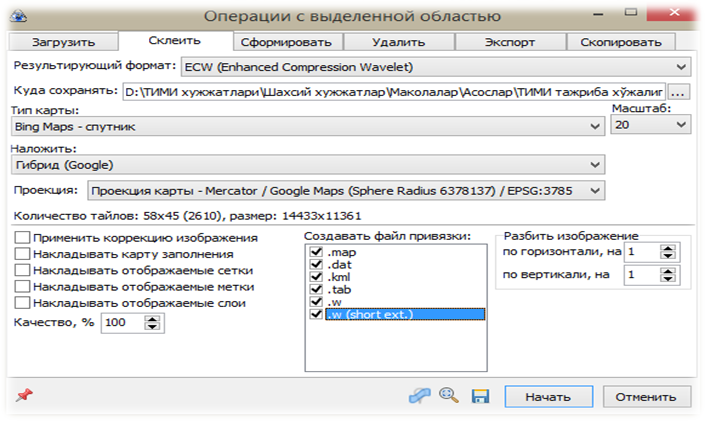 Операции с выделенной областью
Загрузить Склеить Сформировать Удалить Экспорт Скопировать
Результирующий формат: ECW (Enhanced Compression Wavelet)
Куда сохранять: D:\ТИМИ хужжатлари\Шахсий хужжатлар\Маколалар\Асослар\ТИМИ тажриба хўжалиг ...
Тип карты: Масштаб:
Bing Maps - спутник 20
Наложить:
Гибрид (Google)
Проекция: Проекция карты - Mercator / Google Maps (Sphere Radius 6378137) / EPSG:3785
Количество тайлов: 58x45 (2610), размер: 14433x11361
Применить коррекцию изображения
Накладывать карту заполнения
Накладывать отображаемые сетки
Накладывать отображаемые метки
Накладывать отображаемые слои
Качество, % 100
Создавать файл привязки:
.map
.dat
.kml
.tab
.w
.w (short ext.)
Разбить изображение
по горизонтали, на 1
по вертикали, на 1
Начать Отменить